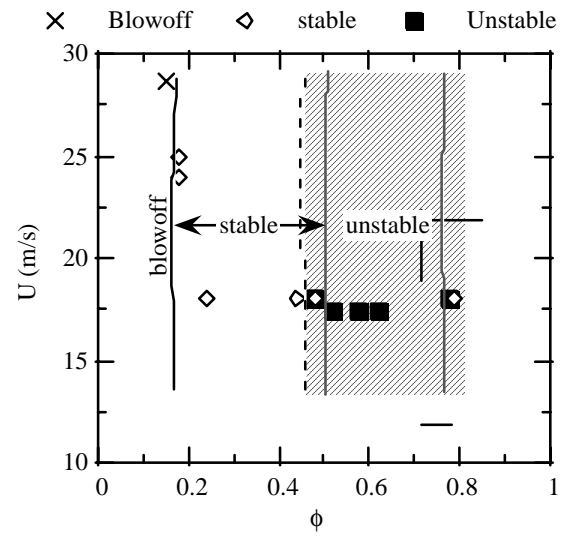 Blowoff stable Unstable
30
25
20
15
10
U (m/s)
blowoff
stable
unstable
0 0.2 0.4 0.6 0.8 1
ϕ